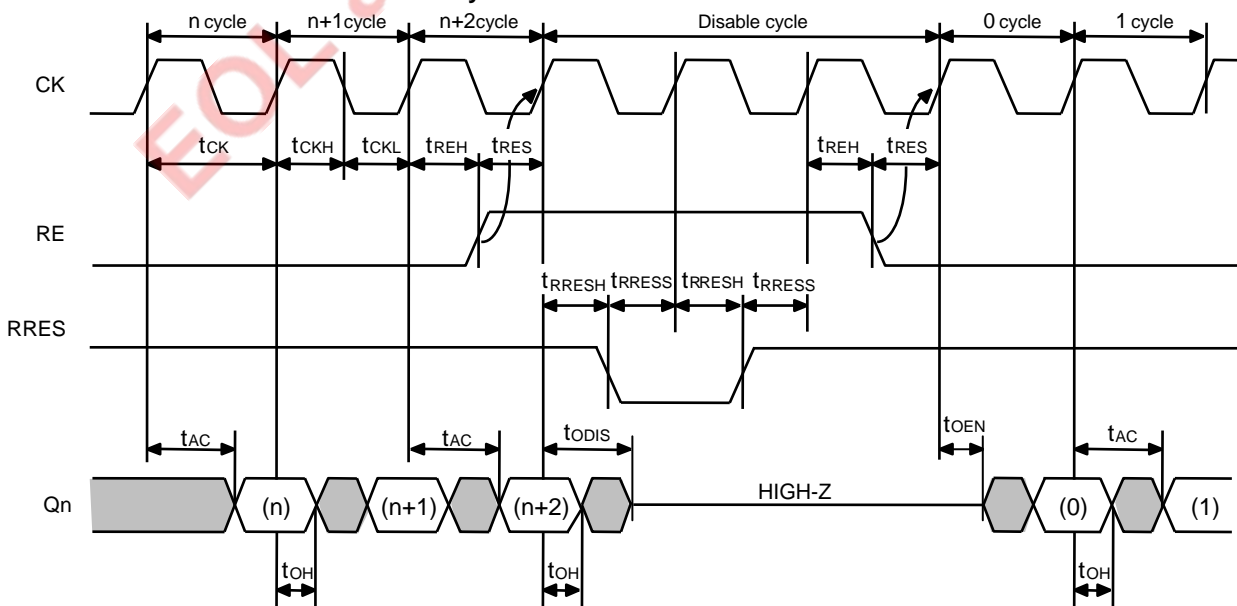 n cycle n+1cycle n+2cycle Disable cycle 0 cycle 1 cycle
CK
tCK tCKH tCKL tREH tRES tREH tRES
RE
tRRESH tRRESS tRRESH tRRESS
RRES
tAC tAC tODIS tOEN tAC
Qn (n) (n+1) (n+2) HIGH-Z (0) (1)
tOH tOH tOH
EOL